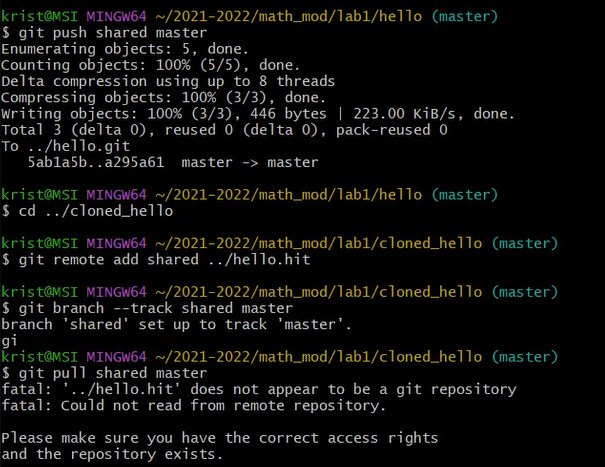 krist@MSI MINGW64 ~/2021-2022/math_mod/lab1/hello (master)
$ git push shared master
Enumerating objects: 5, done.
Counting objects: 100% (5/5), done.
Delta compression using up to 8 threads
Compressing objects: 100% (3/3), done.
Writing objects: 100% (3/3), 446 bytes | 223.00 KiB/s, done.
Total 3 (delta 0), reused 0 (delta 0), pack-reused 0
To ../hello.git
   5ab1a5b..a295a61  master -> master

krist@MSI MINGW64 ~/2021-2022/math_mod/lab1/hello (master)
$ cd ../cloned_hello

krist@MSI MINGW64 ~/2021-2022/math_mod/lab1/cloned_hello (master)
$ git remote add shared ../hello.hit

krist@MSI MINGW64 ~/2021-2022/math_mod/lab1/cloned_hello (master)
$ git branch --track shared master
branch 'shared' set up to track 'master'.
gi
krist@MSI MINGW64 ~/2021-2022/math_mod/lab1/cloned_hello (master)
$ git pull shared master
fatal: '../hello.hit' does not appear to be a git repository
fatal: Could not read from remote repository.

Please make sure you have the correct access rights
and the repository exists.